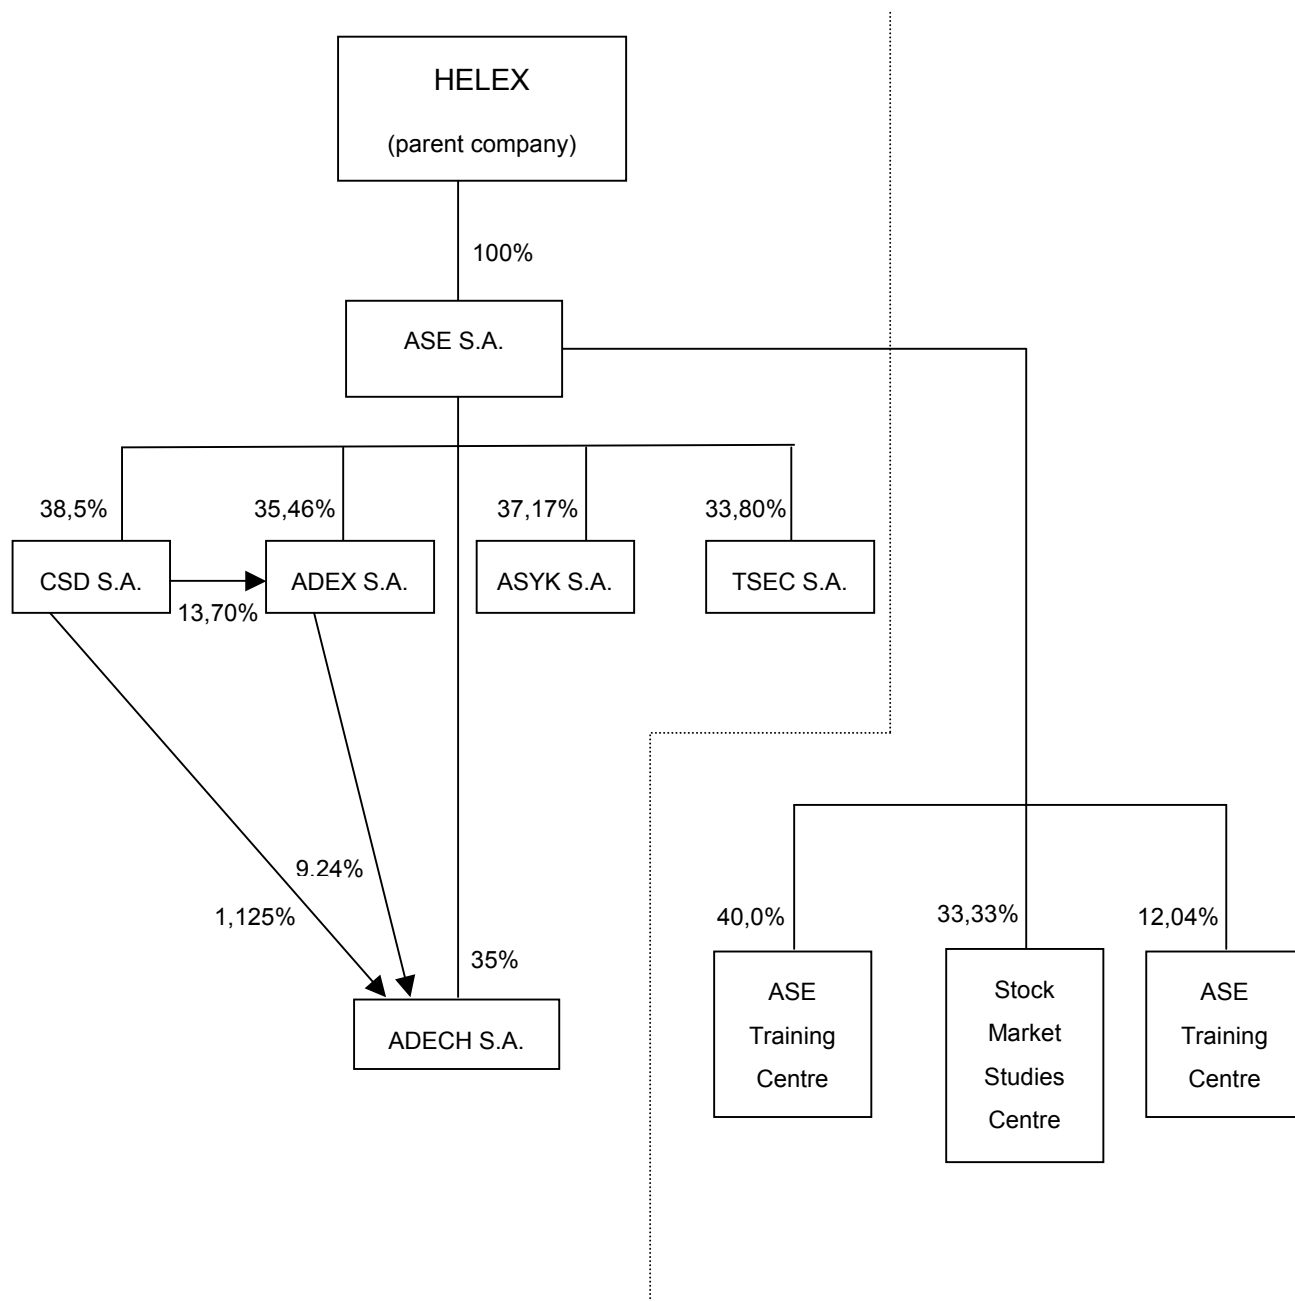 HELEX
(parent company)
100%
ASE S.A.
38,5%
35,46%
37,17%
33,80%
CSD S.A.
ADEX S.A.
ASYK S.A.
TSEC S.A.
13,70%
9.24%
1,125%
35%
ADECH S.A.
40,0%
33,33%
12,04%
ASE
Training
Centre
Stock
Market
Studies
Centre
ASE
Training
Centre